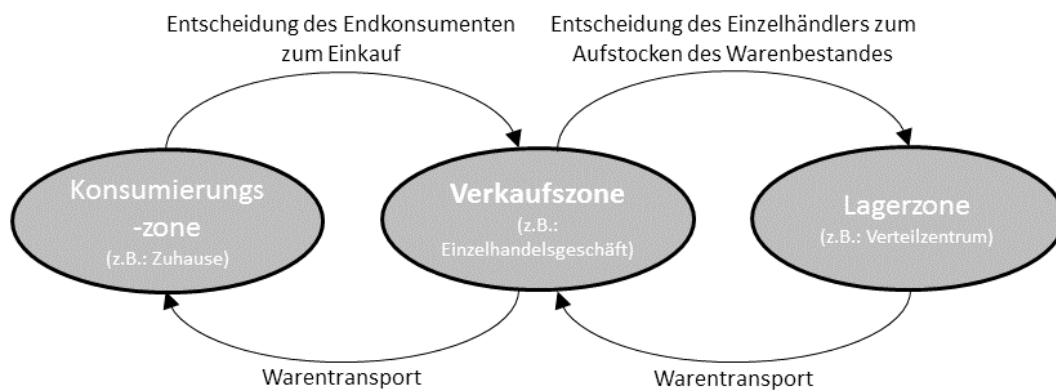 Entscheidung des Endkonsumenten
zum Einkauf
Entscheidung des Einzelhändlers zum
Aufstocken des Warenbestandes
Konsumierungs
-zone
(z.B.: Zuhause)
Verkaufszone
(z.B.:
Einzelhandelsgeschäft)
Lagerzone
(z.B.: Verteilzentrum)
Warentransport
Warentransport